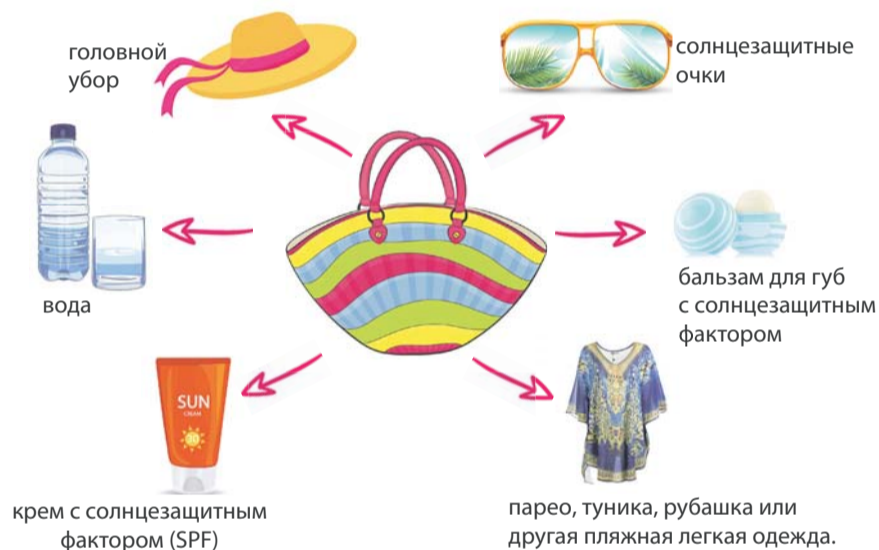 головной
убор
солнцезащитные
очки
вода
бальзам для губ
с солнцезащитным
фактором
SUN
CREAM
30
крем с солнцезащитным
фактором (SPF)
парео, туника, рубашка или
другая пляжная легкая одежда.